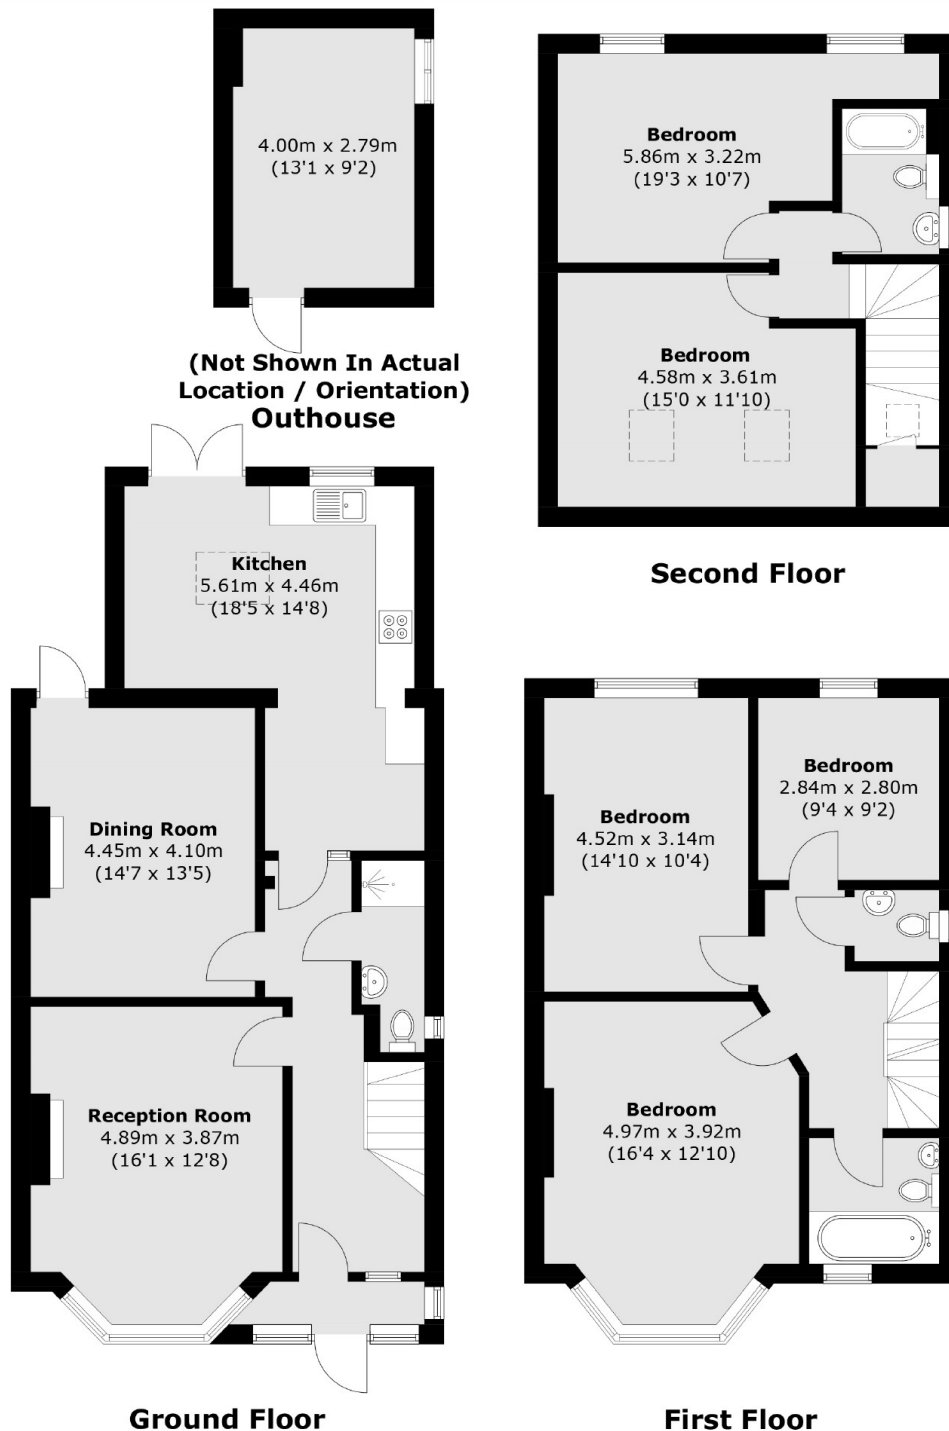 4.00m x 2.79m
(13'1 x 9'2)
(Not Shown In Actual
Location / Orientation)
Outhouse
Bedroom
5.86m x 3.22m
(19'3 x 10'7)
Bedroom
4.58m x 3.61m
(15'0 x 11'10)
Second Floor
Kitchen
5.61m x 4.46m
(18'5 x 14'8)
Dining Room
4.45m x 4.10m
(14'7 x 13'5)
Reception Room
4.89m x 3.87m
(16'1 x 12'8)
Ground Floor
Bedroom
2.84m x 2.80m
(9'4 x 9'2)
Bedroom
4.52m x 3.14m
(14'10 x 10'4)
Bedroom
4.97m x 3.92m
(16'4 x 12'10)
First Floor